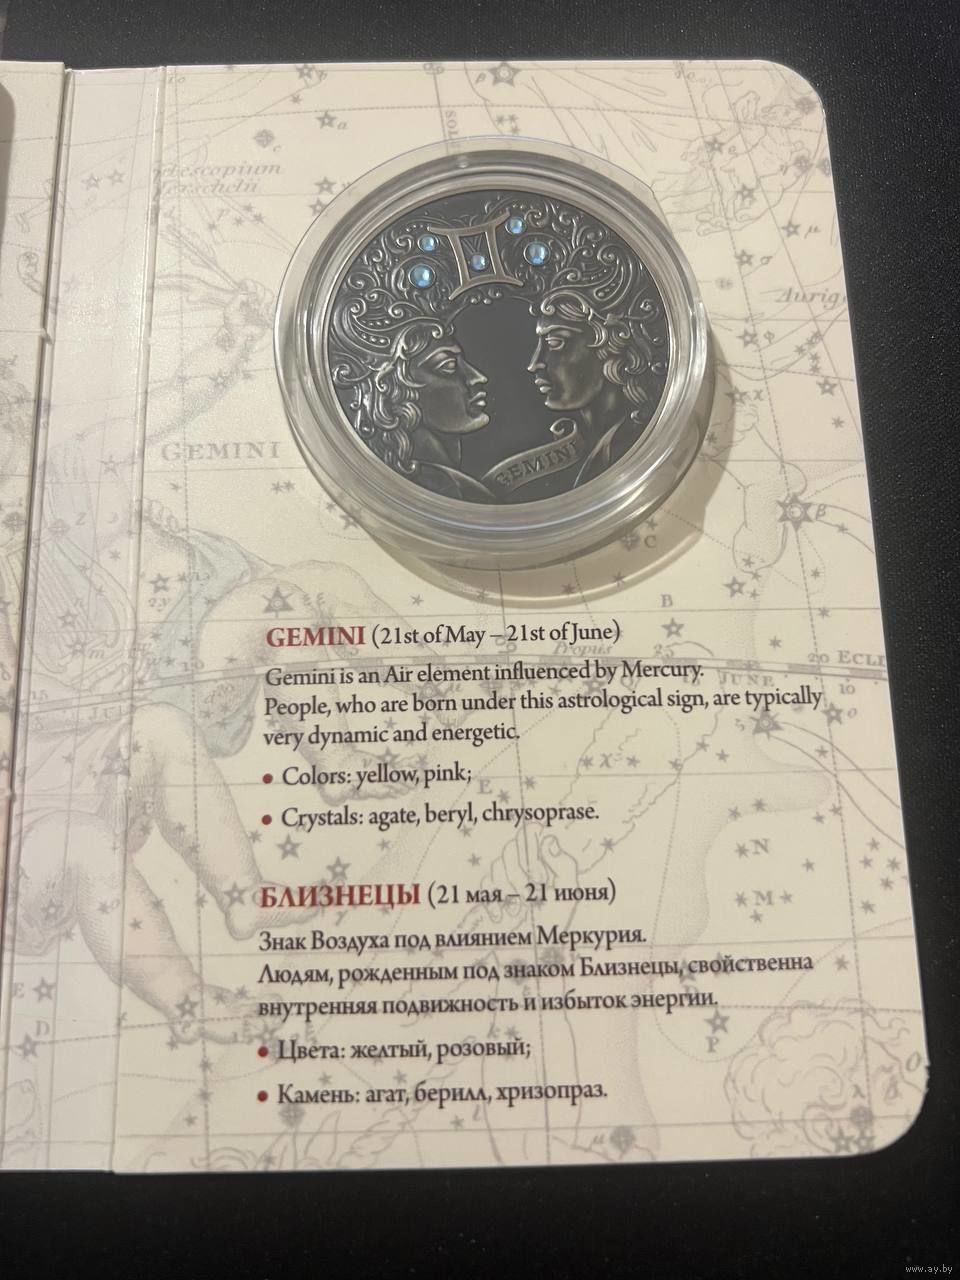 GEMINI
GEMINI
Aurig
GEMINI (21st of May – 21st of June)
Propus
20 ECLI
JUNE
10
Gemini is an Air element influenced by Mercury.
People, who are born under this astrological sign, are typically
very dynamic and energetic.
• Colors: yellow, pink;
• Crystals: agate, beryl, chrysoprase.
БЛИЗНЕЦЫ (21 мая – 21 июня)
Знак Воздуха под влиянием Меркурия.
Людям, рожденным под знаком Близнецы, свойственна
внутренняя подвижность и избыток энергии.
• Цвета: желтый, розовый;
• Камень: агат, берилл, хризопраз.
www.ay.by